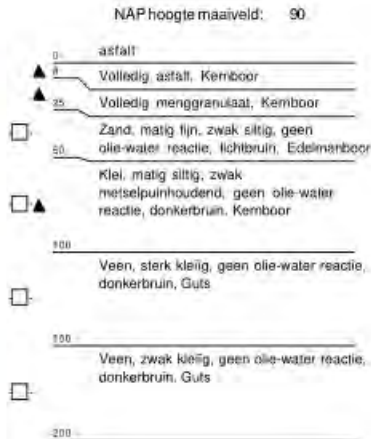 NAP hoogte maaiveld: 90
0
asfalt
8
Volledig asfalt, Kernboor
25
Volledig menggranulaat, Kernboor
Zand, matig fijn, zwak siltig, geen
olie-water reactie, lichtbruin, Edelmanboor
50
Klei, matig siltig, zwak
metselpuinhoudend, geen olie-water
reactie, donkerbruin, Kernboor
100
Veen, sterk kleiig, geen olie-water reactie,
donkerbruin, Guts
150
Veen, zwak kleiig, geen olie-water reactie,
donkerbruin, Guts
200